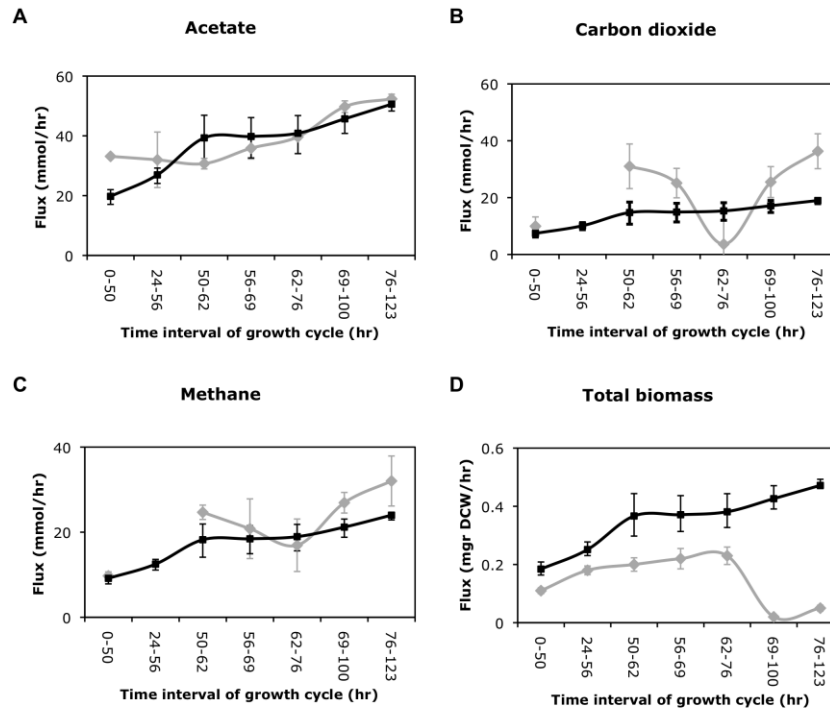 A
Acetate
Flux (mmol/hr)
60
40
20
0
0-50
24-56
50-62
56-69
62-76
69-100
76-123
Time interval of growth cycle (hr)
B
Carbon dioxide
Flux (mmol/hr)
60
40
20
0
0-50
24-56
50-62
56-69
62-76
69-100
76-123
Time interval of growth cycle (hr)
C
Methane
Flux (mmol/hr)
40
20
0
0-50
24-56
50-62
56-69
62-76
69-100
76-123
Time interval of growth cycle (hr)
D
Total biomass
Flux (mgr DCW/hr)
0.6
0.4
0.2
0
0-50
24-56
50-62
56-69
62-76
69-100
76-123
Time interval of growth cycle (hr)